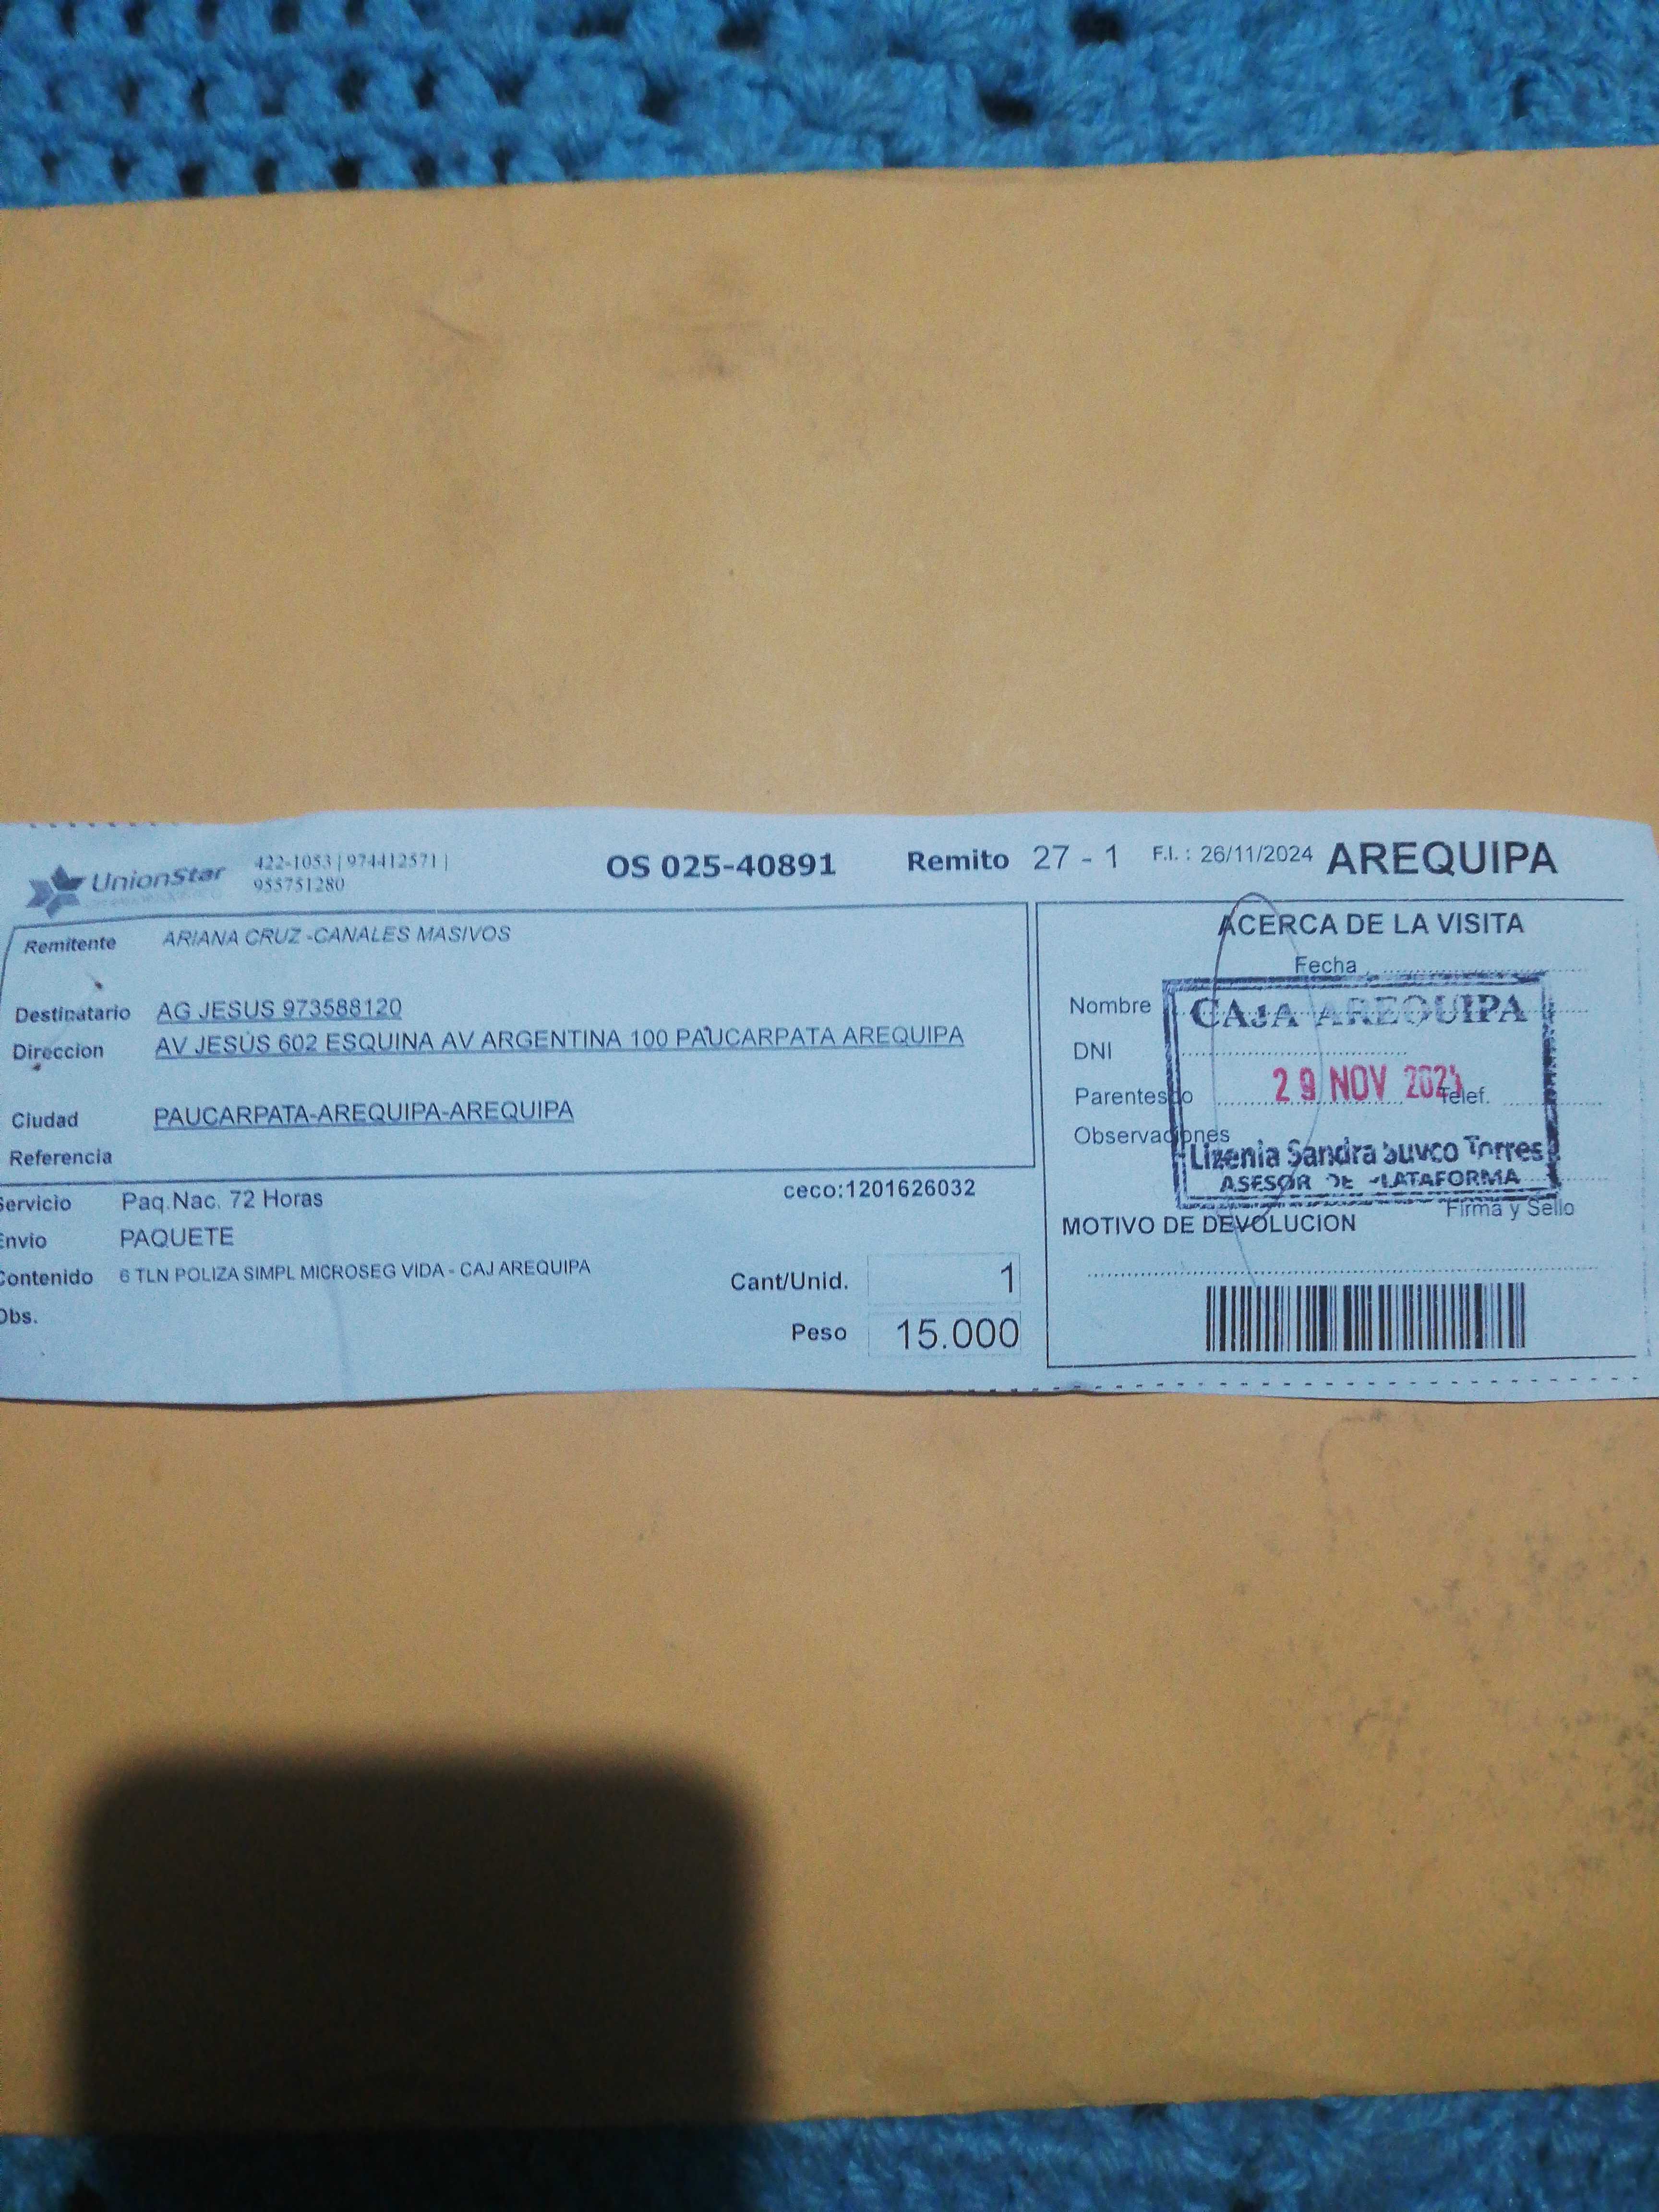 UnionStar
422-1053 | 974412571 |
955751280
OS 025-40891
Remito 27 - 1
F.I. : 26/11/2024
AREQUIPA
Remitente ARIANA CRUZ -CANALES MASIVOS
Destinatario AG JESUS 973588120
Direccion AV JESÚS 602 ESQUINA AV ARGENTINA 100 PAUCARPATA AREQUIPA
Ciudad PAUCARPATA-AREQUIPA-AREQUIPA
Referencia
Servicio Paq.Nac. 72 Horas
ceco:1201626032
Envio PAQUETE
Contenido 6 TLN POLIZA SIMPL MICROSEG VIDA - CAJ AREQUIPA
Obs.
Cant/Unid. 1
Peso 15.000
ACERCA DE LA VISITA
Fecha
Nombre
DNI
Parentesco
Telef.
Observaciones
CAJA AREQUIPA
29 NOV
Lizenia Sandra Torres
ASESOR DE PLATAFORMA
Firma y Sello
MOTIVO DE DEVOLUCION